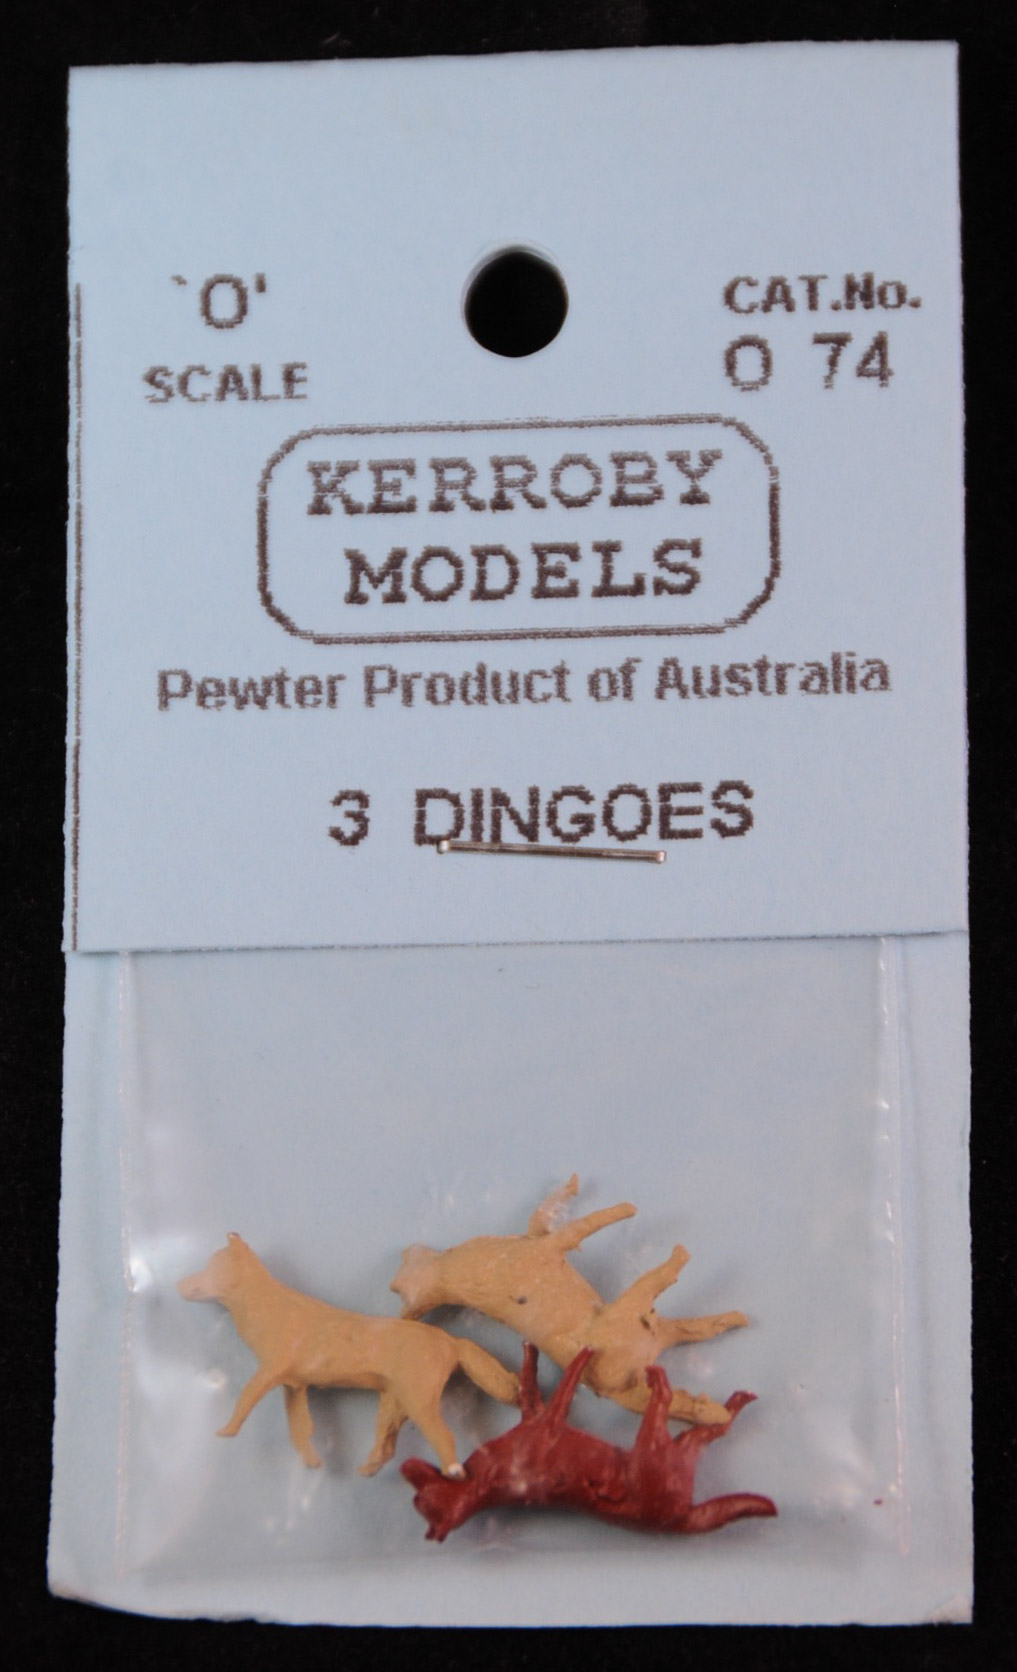 `O'
SCALE
CAT.No.
O 74
KERROBY
MODELS
Pewter Product of Australia
3 DINGOES